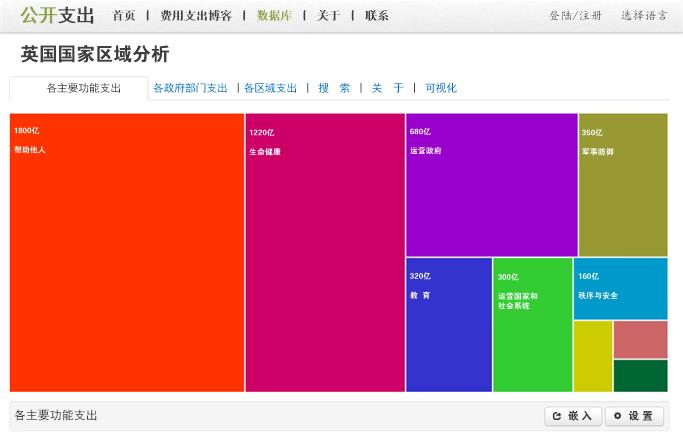 公开支出 首页 | 费用支出博客 | 数据库 | 关于 | 联系 登陆/注册 选择语言
英国国家区域分析
各主要功能支出 各政府部门支出 | 各区域支出 | 搜 索 | 关 于 | 可视化
1800亿
帮助他人
1220亿
生命健康
680亿
运营政府
350亿
军事防御
320亿
教 育
300亿
运营国家和
社会系统
160亿
秩序与安全
各主要功能支出 嵌入 设置